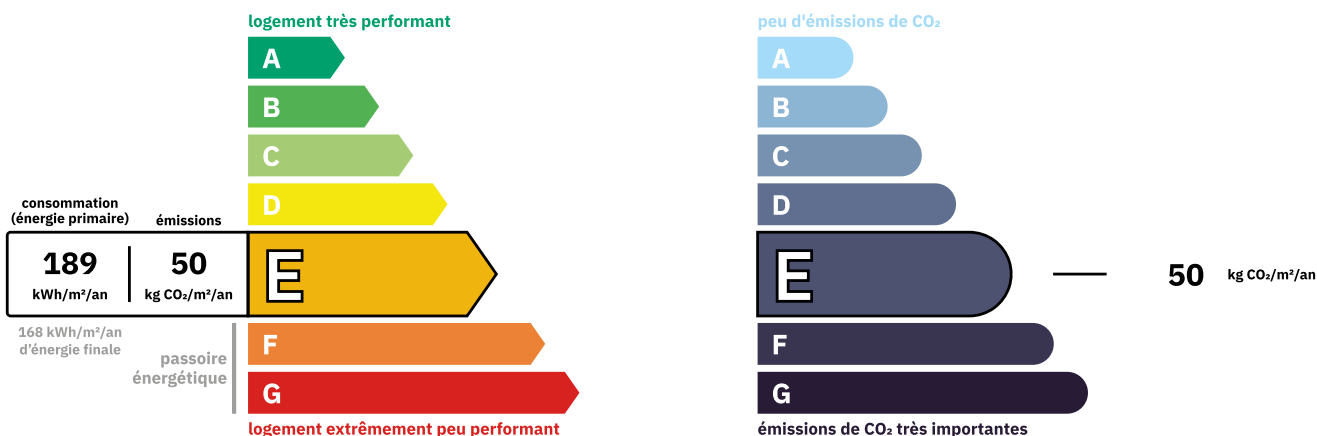 logement très performant
A
B
C
D
consommation
(énergie primaire)
émissions
189
kWh/m²/an
50
kg CO₂/m²/an
E
168 kWh/m²/an
d'énergie finale
passoire
énergétique
F
G
logement extrêmement peu performant
peu d'émissions de CO₂
A
B
C
D
E
50
kg CO₂/m²/an
F
G
émissions de CO₂ très importantes